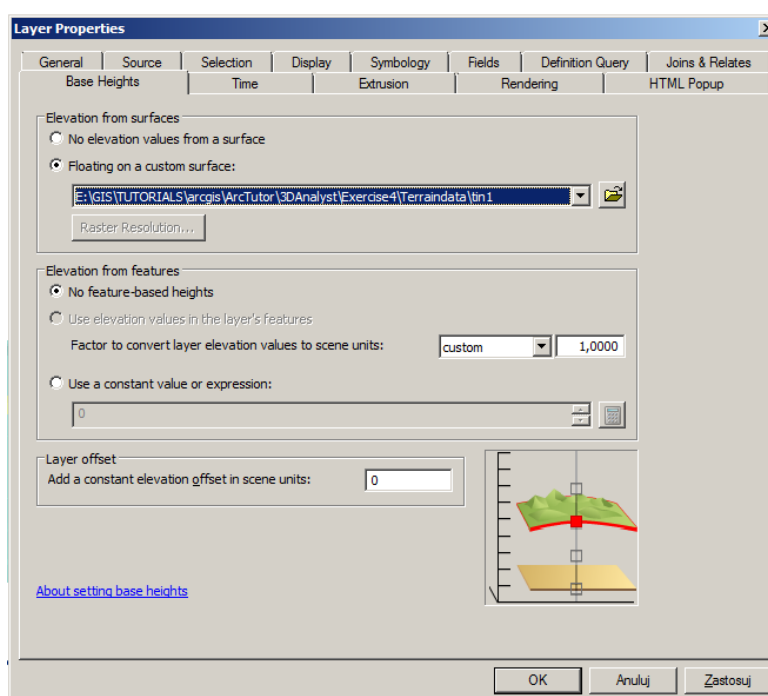 Layer Properties
General Source Selection Display Symbology Fields Definition Query Joins & Relates
Base Heights Time Extrusion Rendering HTML Popup
Elevation from surfaces
No elevation values from a surface
Floating on a custom surface:
E:\GIS\TUTORIALS\arcgis\ArcTutor\3DAnalyst\Exercise4\Terraindata\tin1
Raster Resolution...
Elevation from features
No feature-based heights
Use elevation values in the layer's features
Factor to convert layer elevation values to scene units: custom 1,0000
Use a constant value or expression:
0
Layer offset
Add a constant elevation offset in scene units: 0
About setting base heights
OK Anuluj Zastosuj